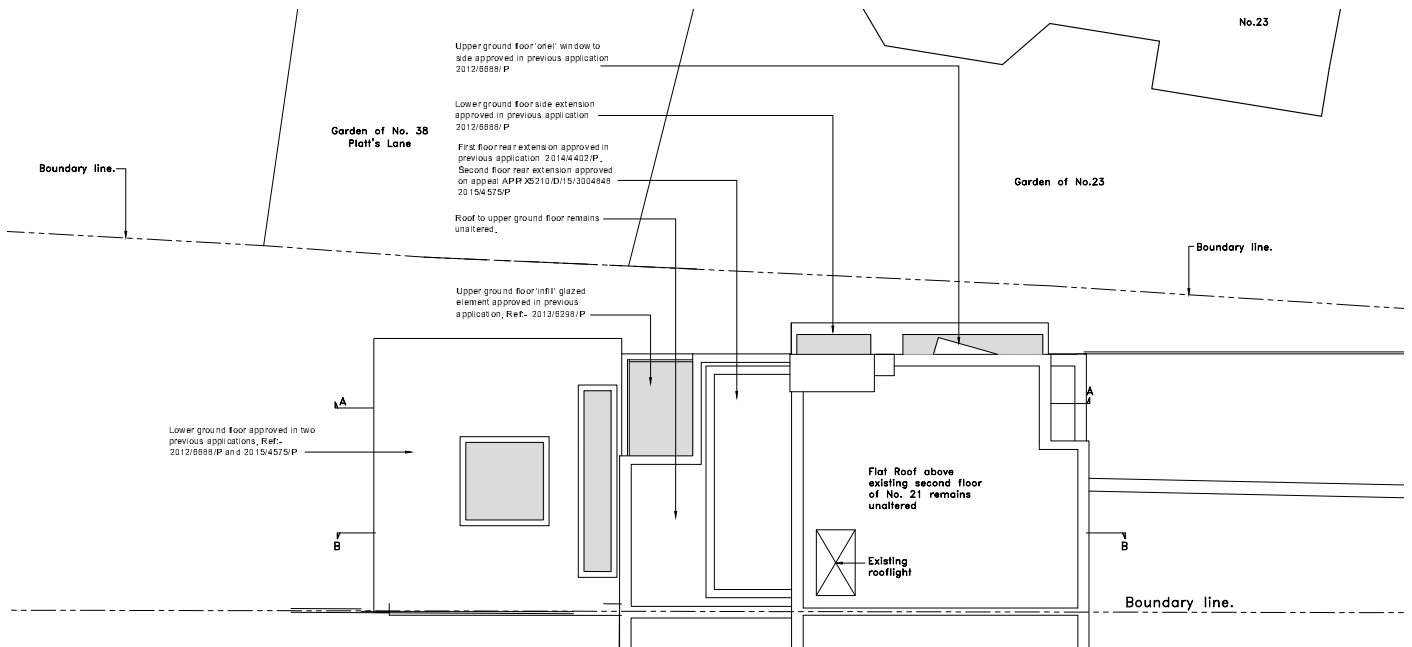 No.23
Upper ground floor 'oriel' window to
side approved in previous application
2012/6688/P
Lower ground floor side extension
approved in previous application
2012/6688/P
Garden of No. 38
Platt's Lane
First floor rear extension approved in
previous application 2014/4402/P.
Second floor rear extension approved
on appeal APP/X5210/D/15/3004848
2015/4575/P
Boundary line.
Garden of No.23
Roof to upper ground floor remains
unaltered.
Boundary line.
Upper ground floor 'infil' glazed
element approved in previous
application, Ref:- 2013/6298/P
A
A
Lower ground floor approved in two
previous applications, Ref:-
2012/6688/P and 2015/4575/P
Flat Roof above
existing second floor
of No. 21 remains
unaltered
B
B
Existing
rooflight
Boundary line.